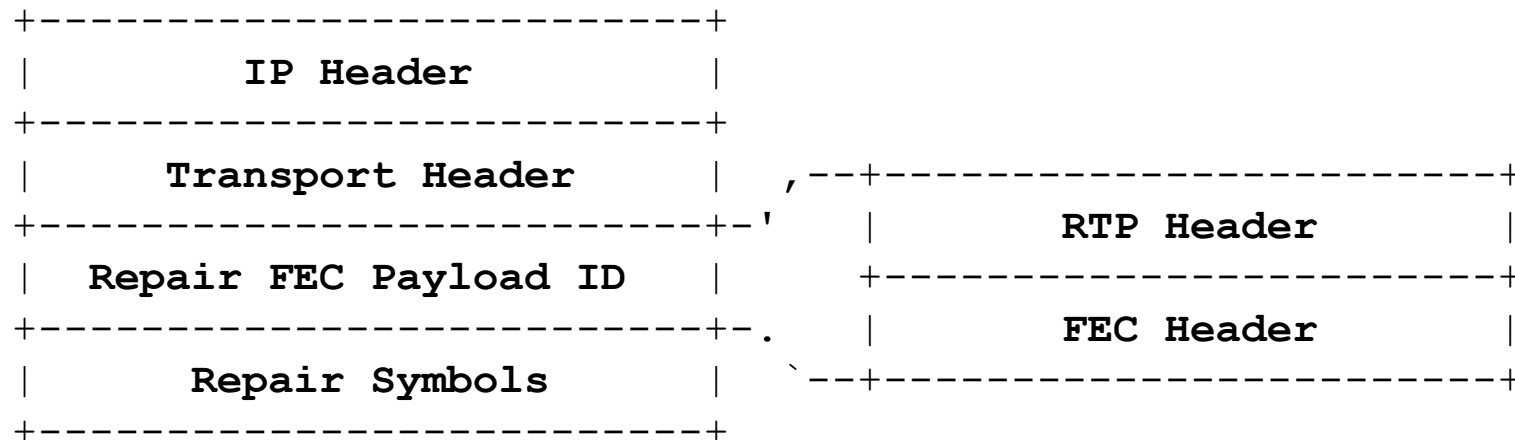 +--------------------------+
|        IP Header         |
+--------------------------+
|     Transport Header     |  ,--+------------------------+
+--------------------------+-'   |       RTP Header       |
|  Repair FEC Payload ID   |     +------------------------+
+--------------------------+-.   |       FEC Header       |
|      Repair Symbols      |  `--+------------------------+
+--------------------------+